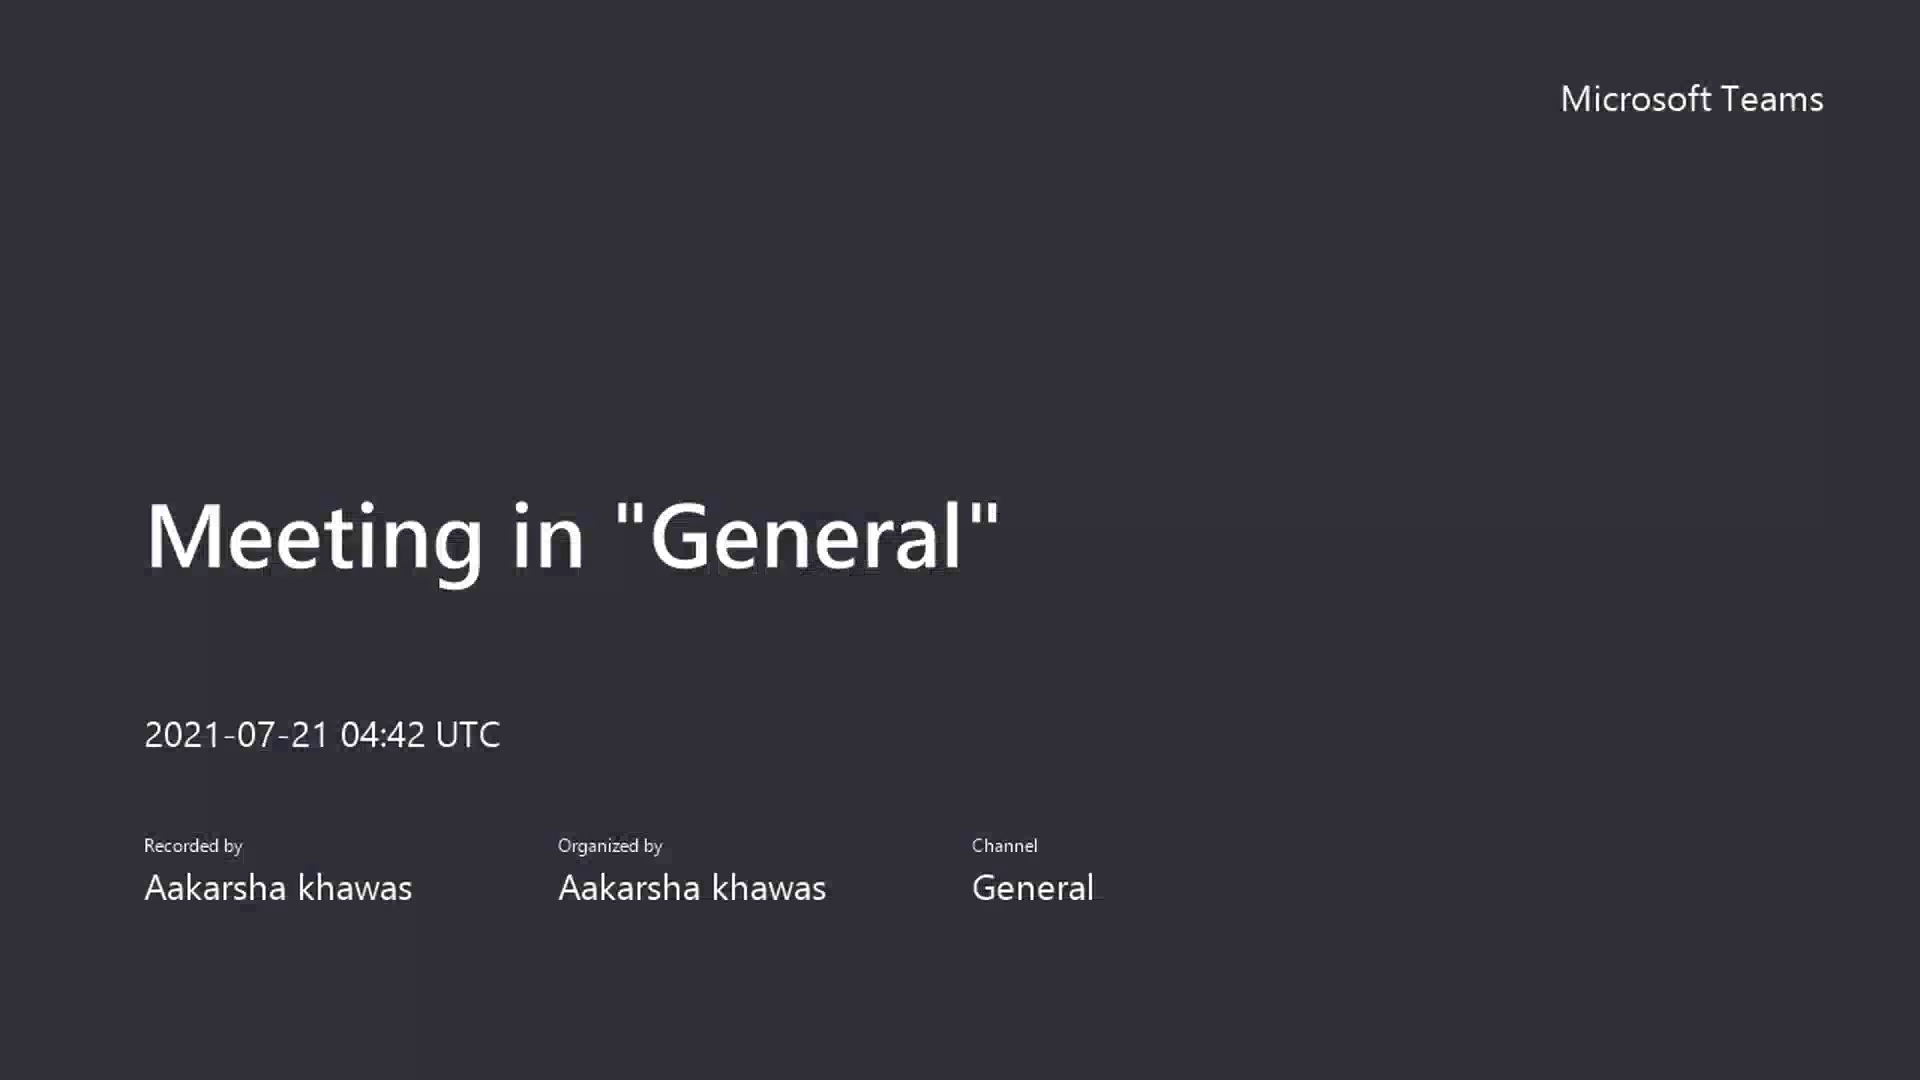 Microsoft Teams
Meeting in "General"
2021-07-21 04:42 UTC
Recorded by
Aakarsha khawas
Organized by
Aakarsha khawas
Channel
General